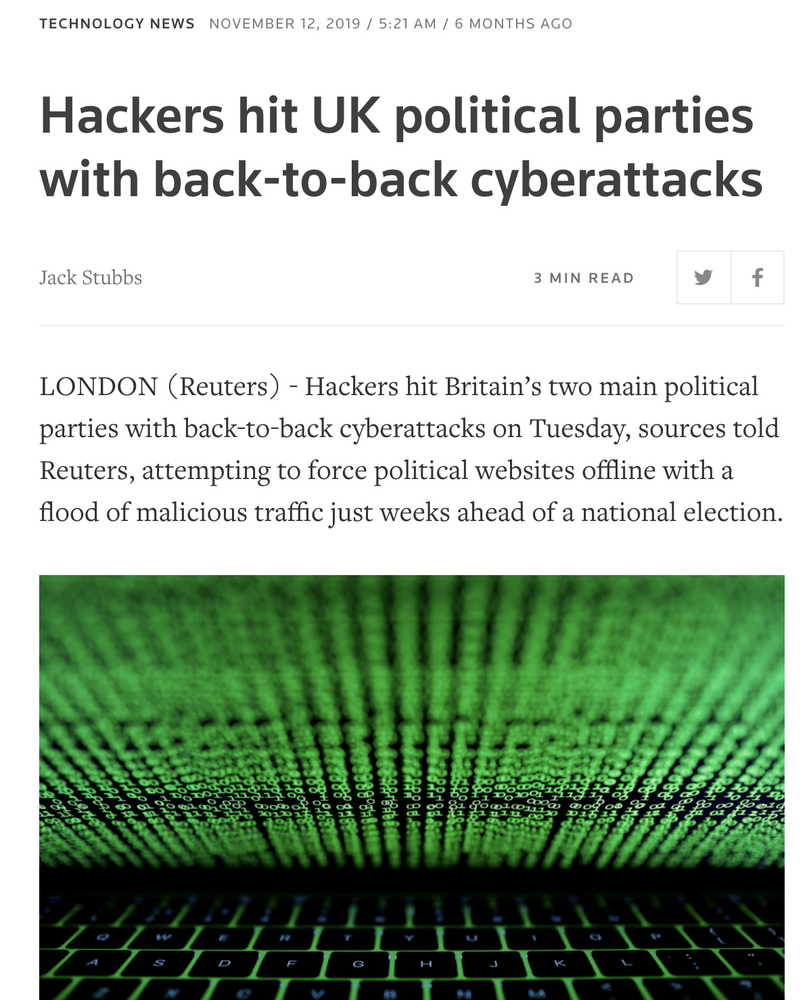 TECHNOLOGY NEWS NOVEMBER 12, 2019 / 5:21 AM / 6 MONTHS AGO
Hackers hit UK political parties
with back-to-back cyberattacks
Jack Stubbs 3 MIN READ
LONDON (Reuters) - Hackers hit Britain’s two main political
parties with back-to-back cyberattacks on Tuesday, sources told
Reuters, attempting to force political websites offline with a
flood of malicious traffic just weeks ahead of a national election.
Q W E R T Y U I O P
A S D F G H J K L